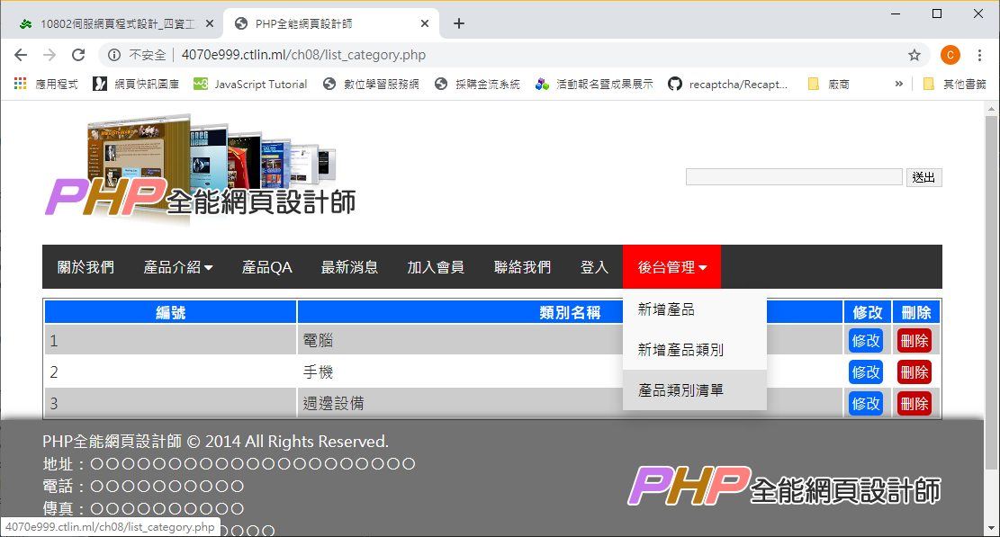 10802伺服網頁程式設計_四資工
PHP全能網頁設計師
不安全 4070e999.ctlin.ml/ch08/list_category.php
C
應用程式 網頁快訊圖庫 JavaScript Tutorial 數位學習服務網 採購金流系統 活動報名暨成果展示 recaptcha/Recapt... 廠商 » 其他書籤
PHP全能網頁設計師
送出
關於我們 產品介紹 產品QA 最新消息 加入會員 聯絡我們 登入 後台管理
新增產品
新增產品類別
產品類別清單
編號 類別名稱 修改 刪除
1 電腦 修改 刪除
2 手機 修改 刪除
3 週邊設備 修改 刪除
PHP全能網頁設計師 © 2014 All Rights Reserved.
地址：〇〇〇〇〇〇〇〇〇〇〇〇〇〇〇〇〇〇〇〇〇
電話：〇〇〇〇〇〇〇〇〇〇
傳真：〇〇〇〇〇〇〇〇〇〇
PHP全能網頁設計師
4070e999.ctlin.ml/ch08/list_category.php